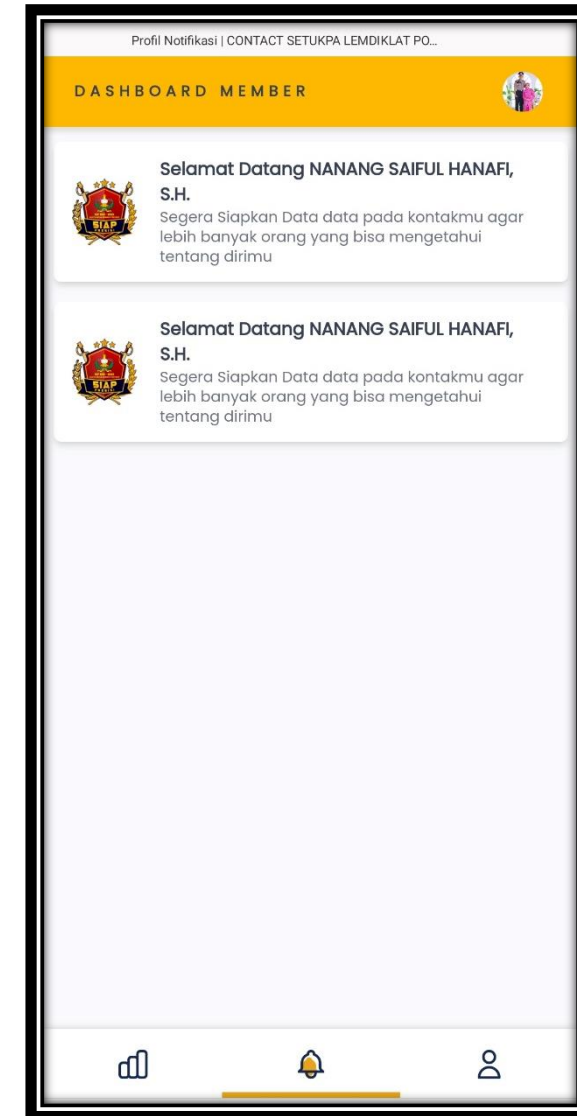 Profil Notifikasi | CONTACT SETUKPA LEMDIKLAT PO...
DASHBOARD MEMBER
Selamat Datang NANANG SAIFUL HANAFI,
S.H.
Segera Siapkan Data data pada kontakmu agar
lebih banyak orang yang bisa mengetahui
tentang dirimu
SIAP
Selamat Datang NANANG SAIFUL HANAFI,
S.H.
Segera Siapkan Data data pada kontakmu agar
lebih banyak orang yang bisa mengetahui
tentang dirimu
SIAP